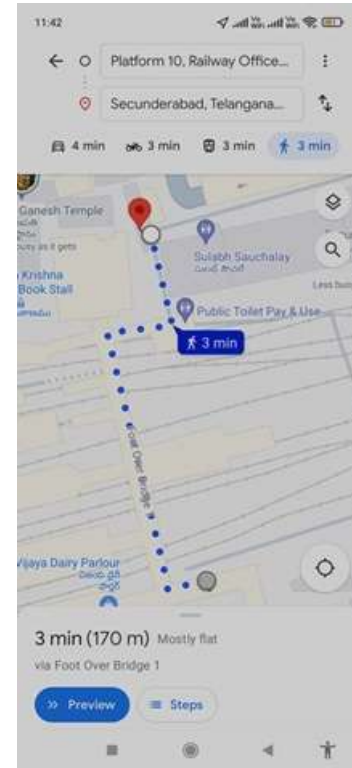 11:42
Platform 10, Railway Office...
Secunderabad, Telangana...
4 min
3 min
3 min
3 min
Ganesh Temple
Sulabh Sauchalay
Krishna
Book Stall
Public Toilet Pay & Use
3 min
Foot Over Bridge 1
Vijaya Dairy Parlour
3 min (170 m) Mostly flat
via Foot Over Bridge 1
Preview
Steps